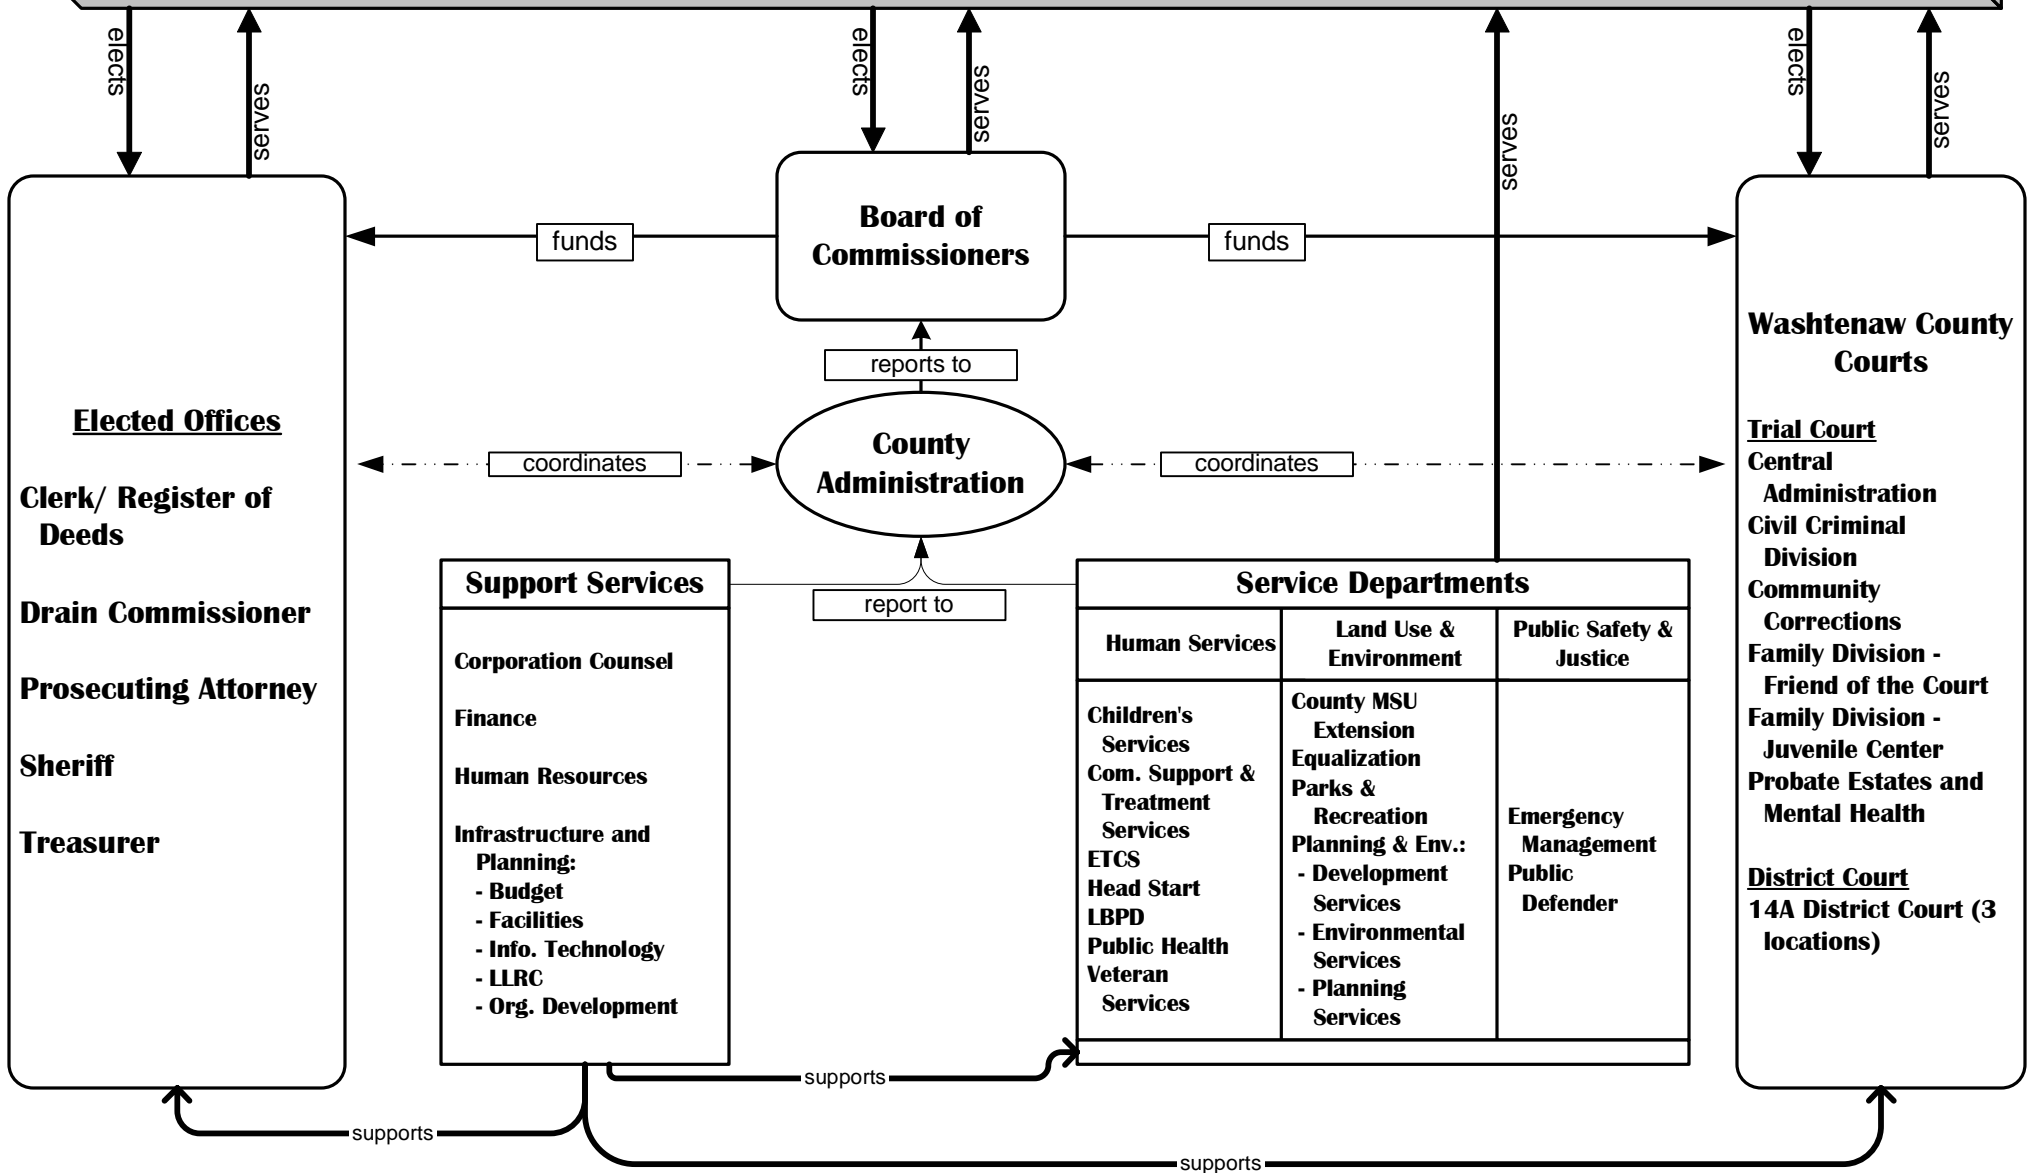 elects
serves
elects
serves
serves
elects
serves
Board of
Commissioners
funds
funds
reports to
County
Administration
coordinates
coordinates
report to
Elected Offices
Clerk/ Register of
Deeds
Drain Commissioner
Prosecuting Attorney
Sheriff
Treasurer
Support Services
Corporation Counsel
Finance
Human Resources
Infrastructure and
Planning:
- Budget
- Facilities
- Info. Technology
- LLRC
- Org. Development
Service Departments
Human Services
Children's
Services
Com. Support &
Treatment
Services
ETCS
Head Start
LBPD
Public Health
Veteran
Services
Land Use &
Environment
County MSU
Extension
Equalization
Parks &
Recreation
Planning & Env.:
- Development
Services
- Environmental
Services
- Planning
Services
Public Safety &
Justice
Emergency
Management
Public
Defender
Washtenaw County
Courts
Trial Court
Central
Administration
Civil Criminal
Division
Community
Corrections
Family Division -
Friend of the Court
Family Division -
Juvenile Center
Probate Estates and
Mental Health
District Court
14A District Court (3
locations)
supports
supports
supports